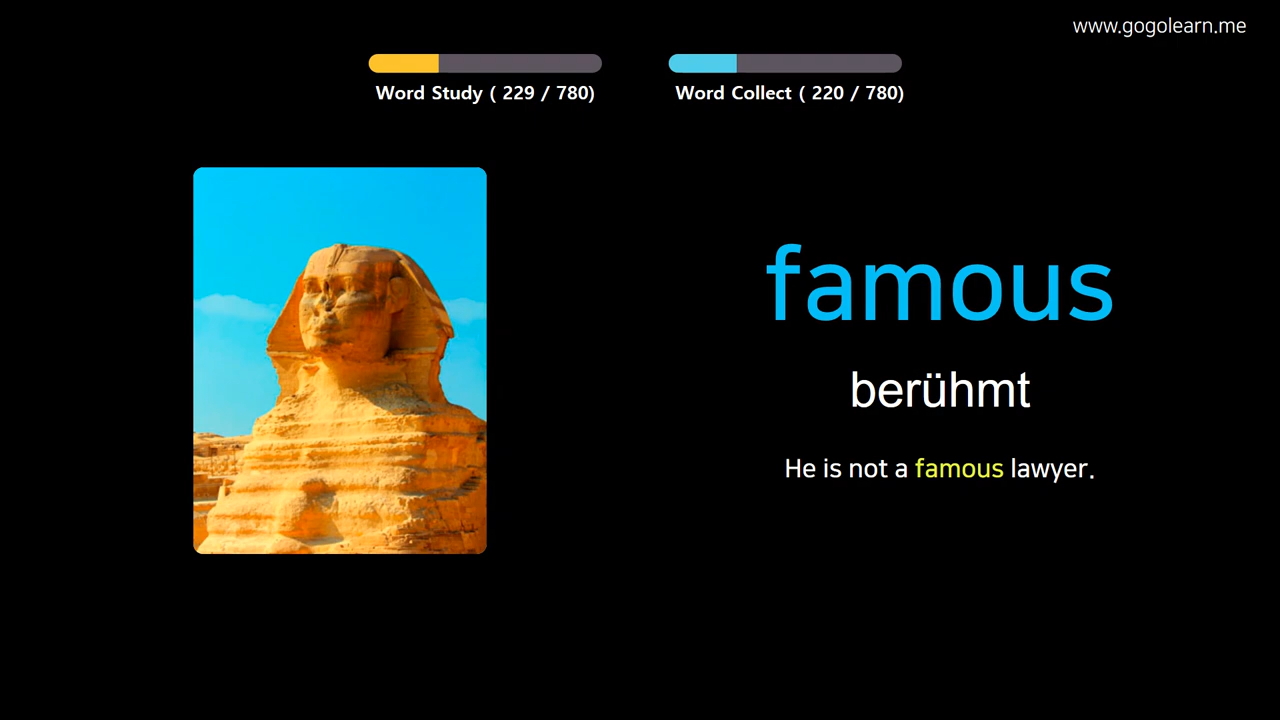 www.gogolearn.me
Word Study ( 229 / 780)
Word Collect ( 220 / 780)
famous
berühmt
He is not a famous lawyer.